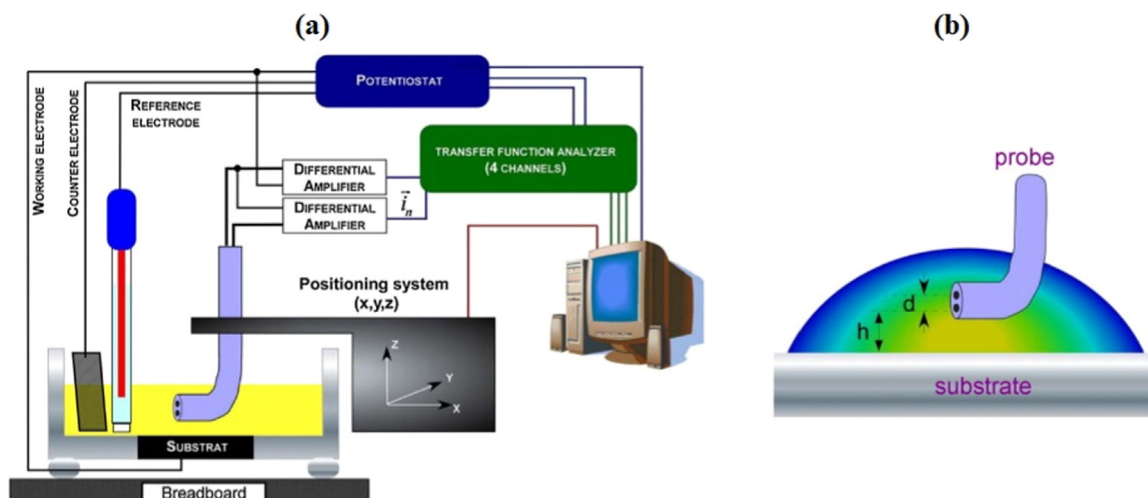 (a)
(b)
POTENTIOSTAT
WORKING ELECTRODE
COUNTER ELECTRODE
REFERENCE
ELECTRODE
TRANSFER FUNCTION ANALYZER
(4 CHANNELS)
DIFFERENTIAL
AMPLIFIER
DIFFERENTIAL
AMPLIFIER
i_n
Positioning system
(x,y,z)
Z
Y
X
SUBSTRAT
Breadboard
probe
d
h
substrate